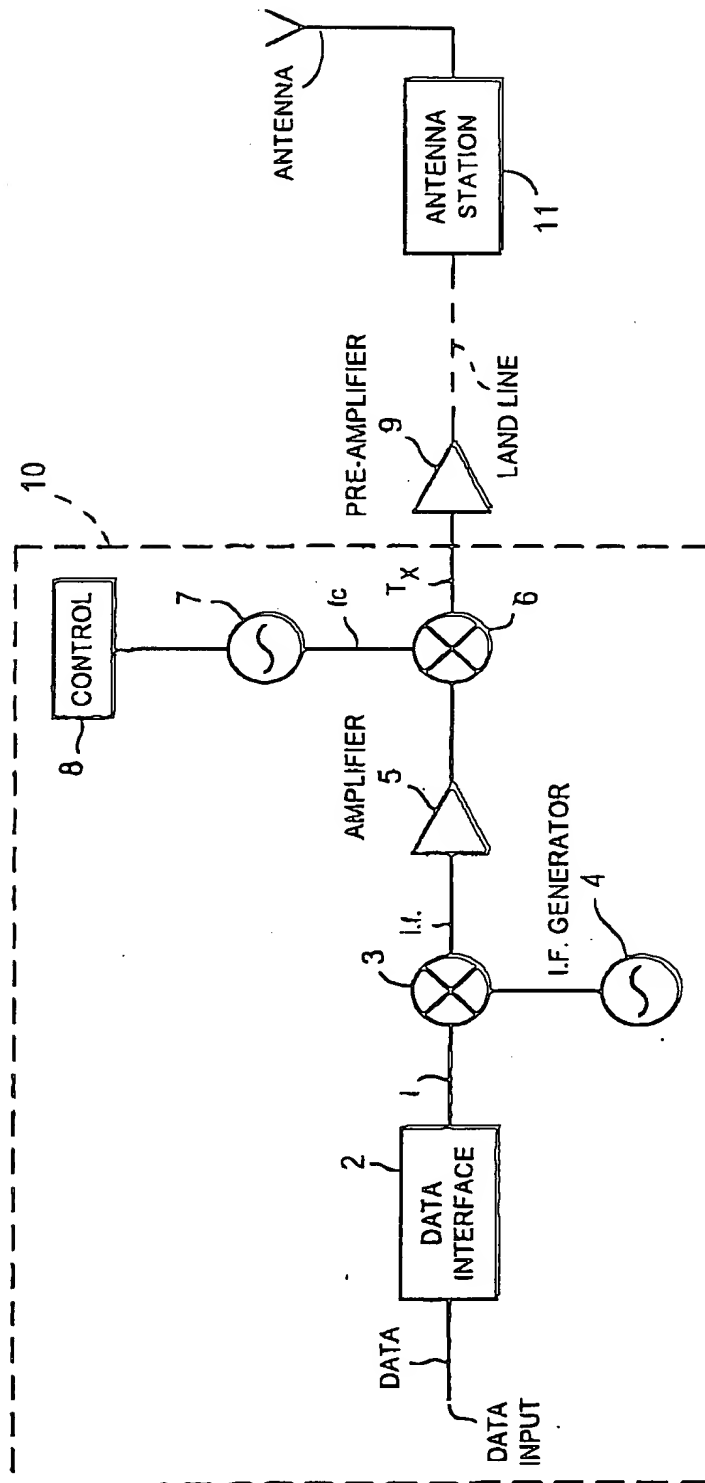 10
8
CONTROL
7
fc
ANTENNA
DATA
INPUT
DATA
2
DATA
INTERFACE
1
3
I.F. GENERATOR
4
I.f.
AMPLIFIER
5
6
TX
PRE-AMPLIFIER
9
LAND LINE
ANTENNA
STATION
11